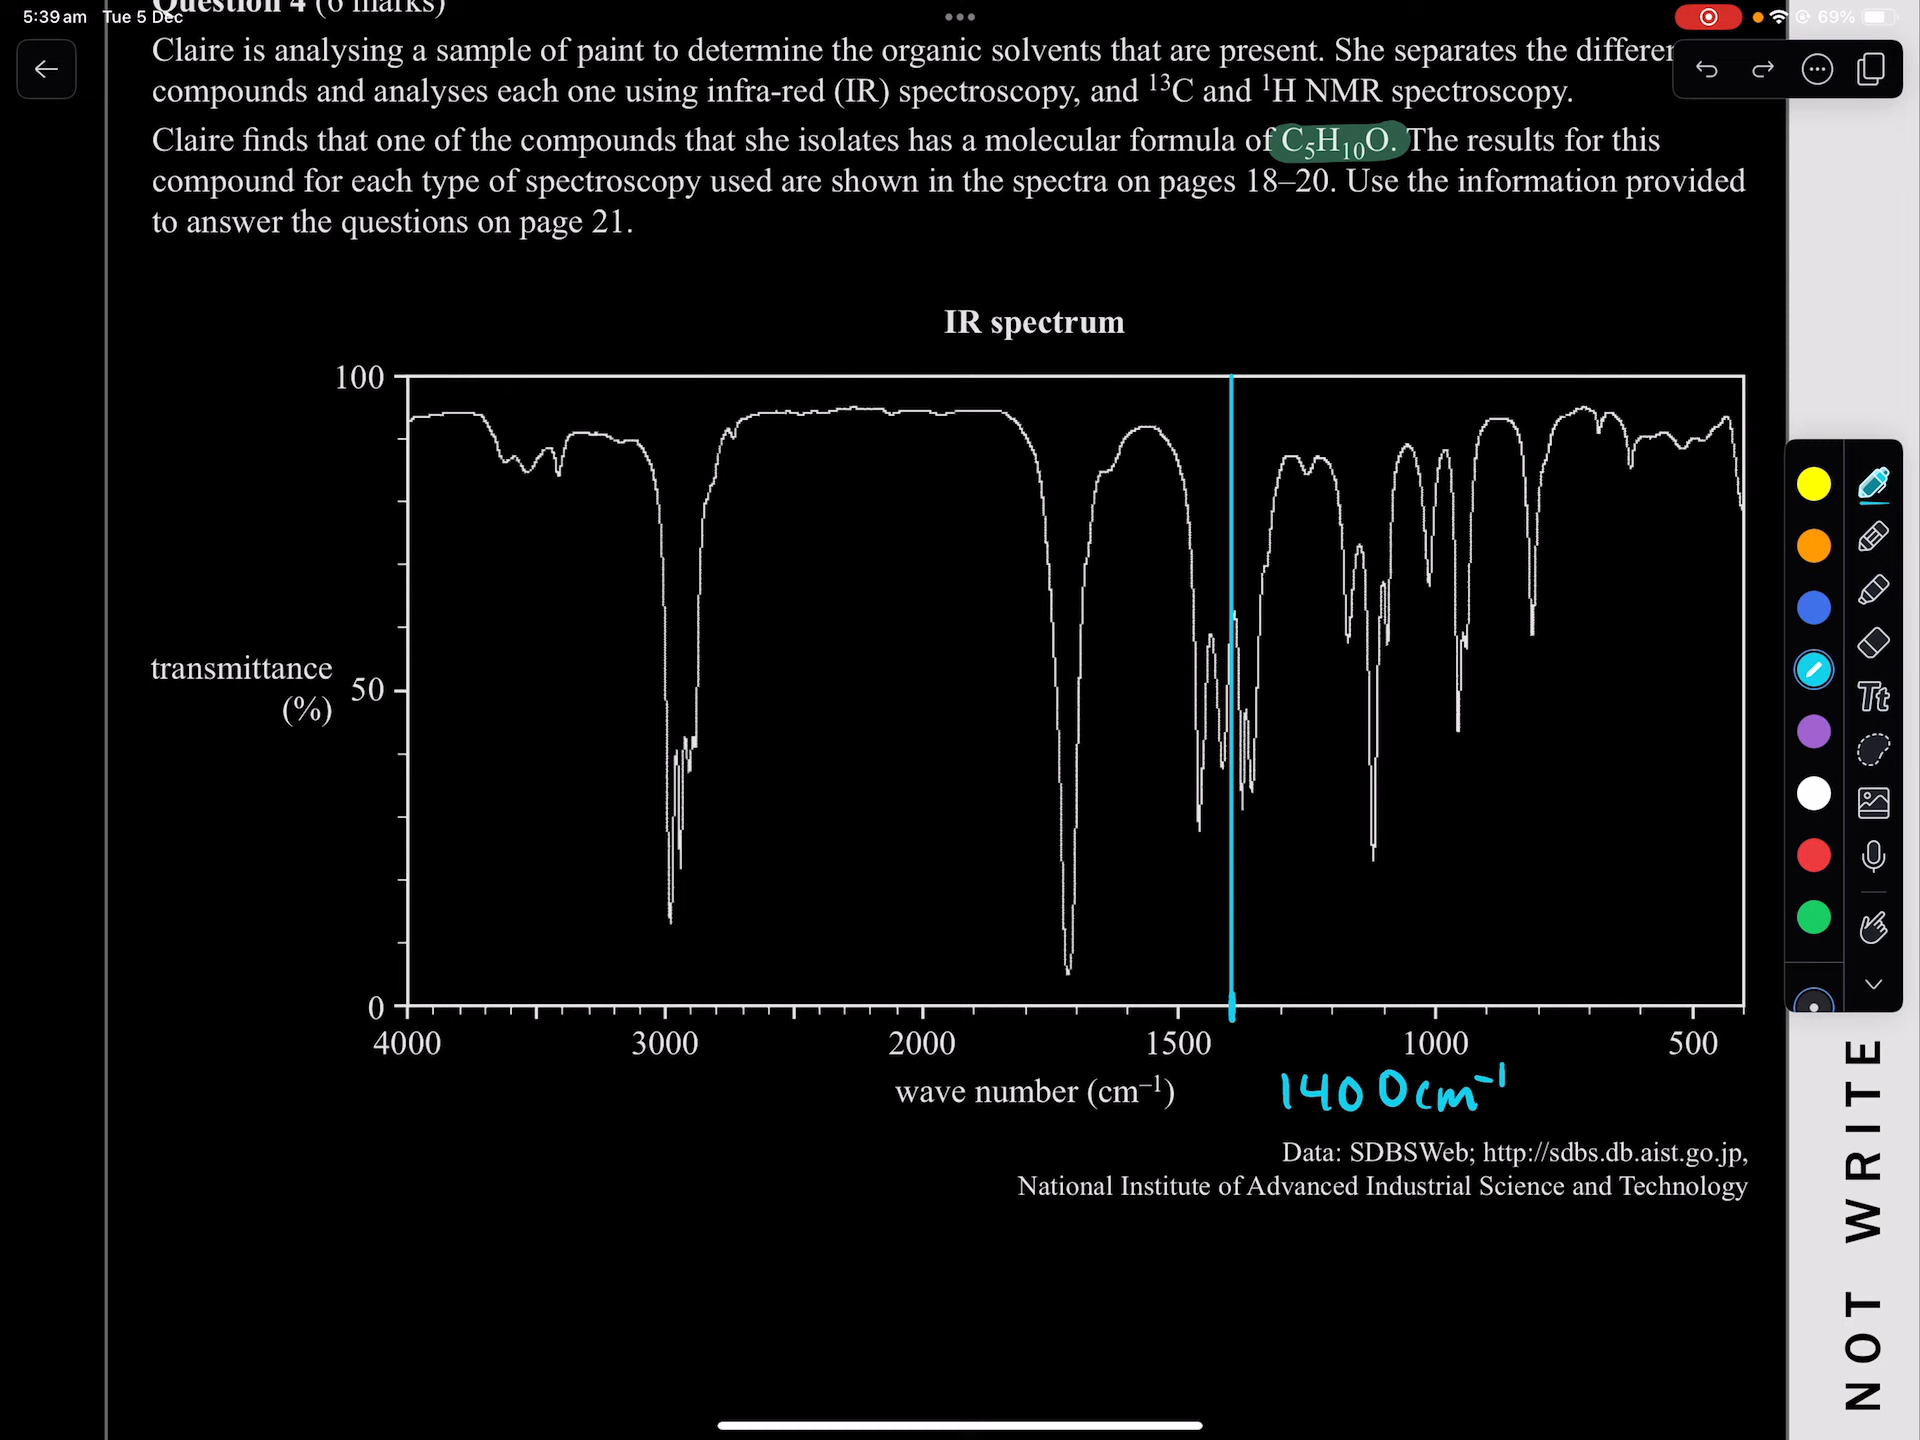 5:39 am Tue 5 Dec
69%
Question 4 (6 marks)
Claire is analysing a sample of paint to determine the organic solvents that are present. She separates the differen
compounds and analyses each one using infra-red (IR) spectroscopy, and ¹³C and ¹H NMR spectroscopy.
Claire finds that one of the compounds that she isolates has a molecular formula of C₅H₁₀O. The results for this
compound for each type of spectroscopy used are shown in the spectra on pages 18–20. Use the information provided
to answer the questions on page 21.
IR spectrum
100
transmittance
(%)
50
0
4000 3000 2000 1500 1000 500
wave number (cm⁻¹)
1400cm⁻¹
Data: SDBSWeb; http://sdbs.db.aist.go.jp,
National Institute of Advanced Industrial Science and Technology
Tt
NOT WRITE